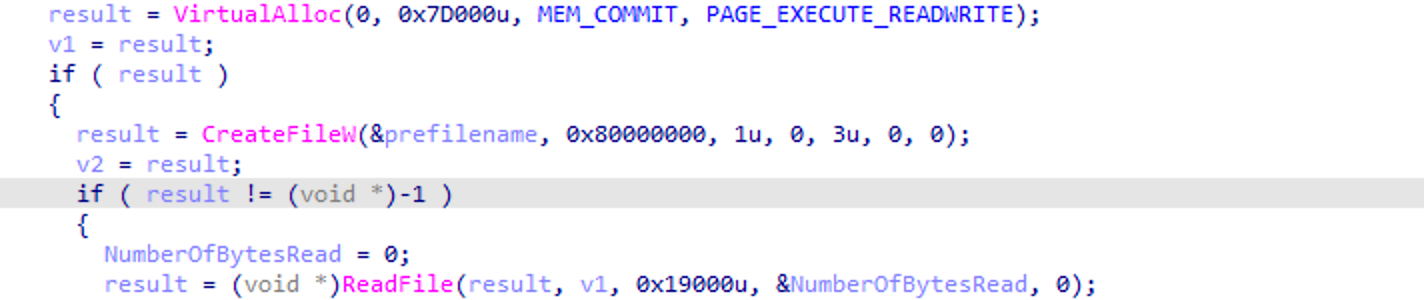 result = VirtualAlloc(0, 0x7D000u, MEM_COMMIT, PAGE_EXECUTE_READWRITE);
v1 = result;
if ( result )
{
result = CreateFileW(&prefilename, 0x80000000, 1u, 0, 3u, 0, 0);
v2 = result;
if ( result != (void *)-1 )
{
NumberOfBytesRead = 0;
result = (void *)ReadFile(result, v1, 0x19000u, &NumberOfBytesRead, 0);